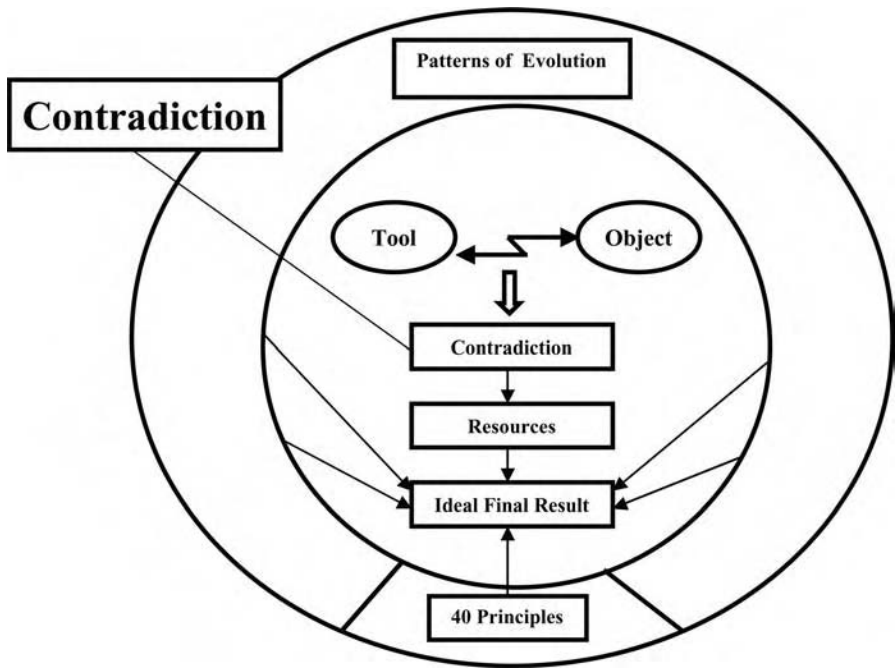 Patterns of Evolution
Contradiction
Tool
Object
Contradiction
Resources
Ideal Final Result
40 Principles